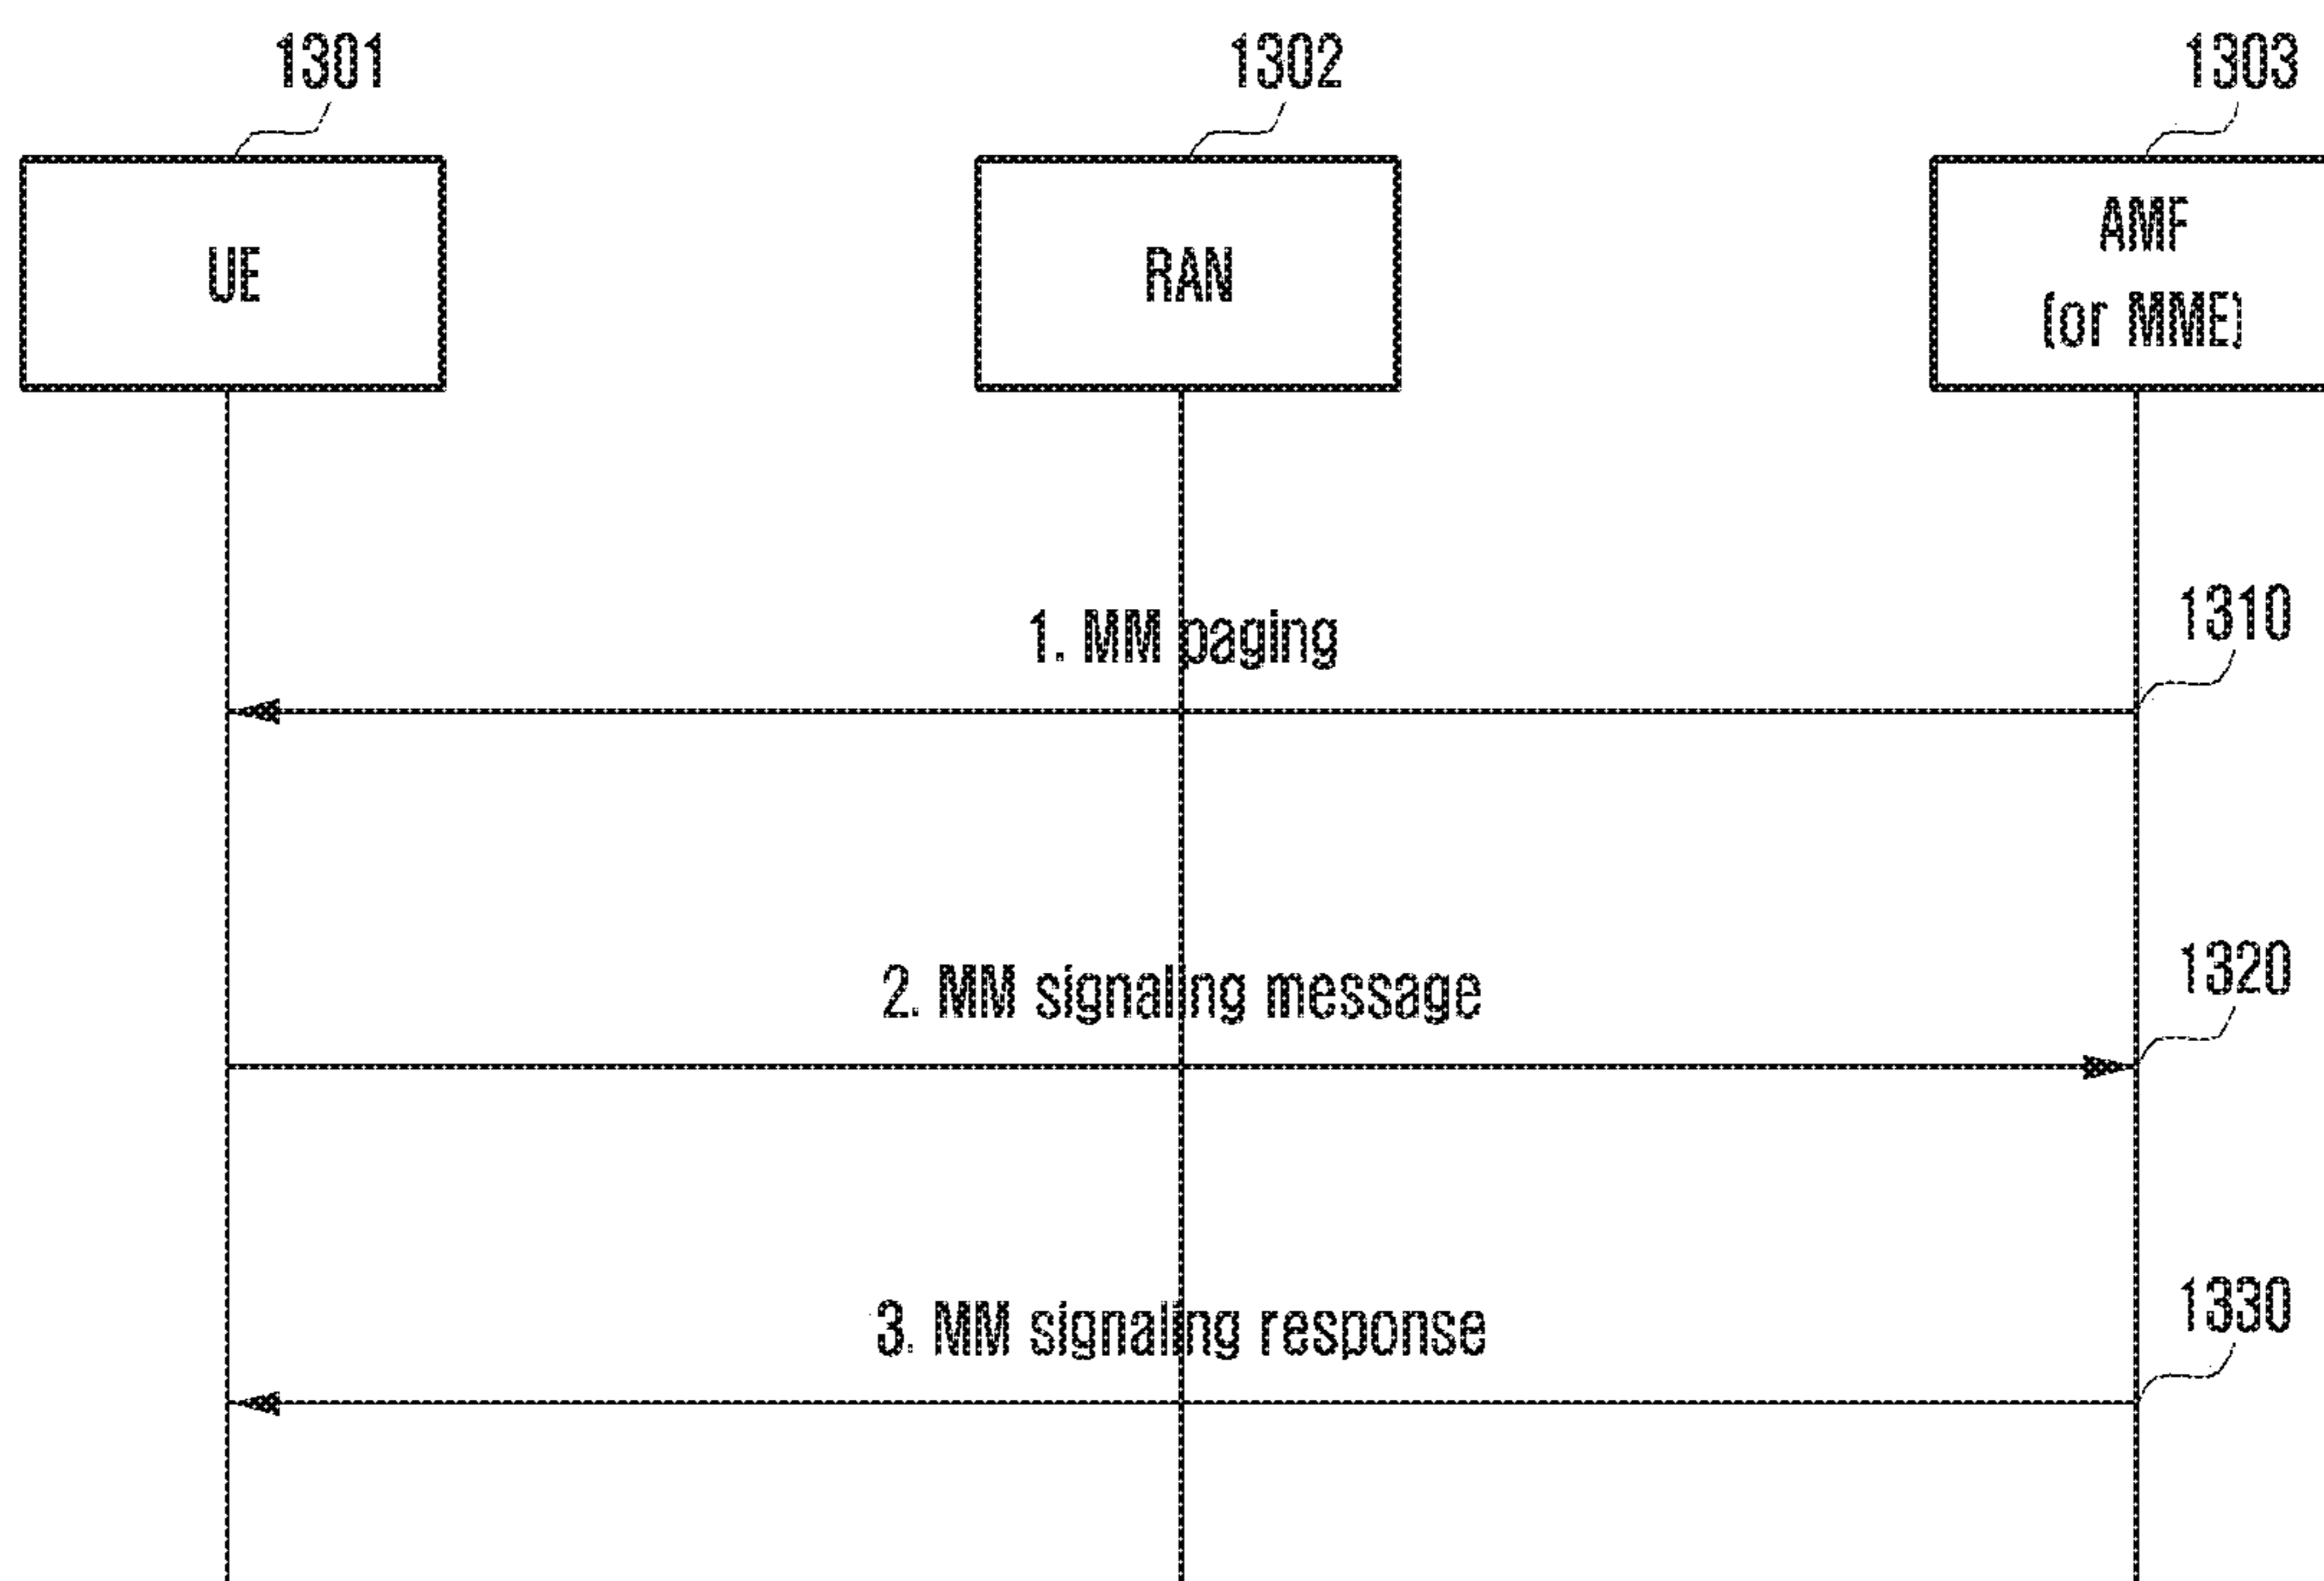 1301
1302
1303
UE
RAN
AMF
(or MME)
1310
1. MM paging
1320
2. MM signaling message
1330
3. MM signaling response